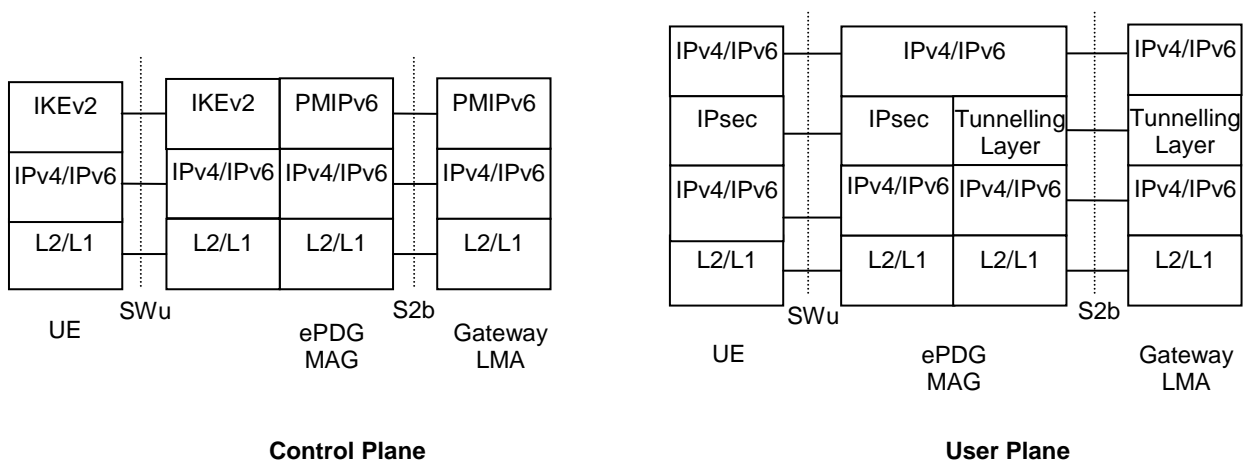 IKEv2
IKEv2
PMIPv6
PMIPv6
IPv4/IPv6
IPv4/IPv6
IPv4/IPv6
IPv4/IPv6
L2/L1
L2/L1
L2/L1
L2/L1
SWu
S2b
UE
ePDG
MAG
Gateway
LMA
Control Plane
IPv4/IPv6
IPv4/IPv6
IPv4/IPv6
IPsec
IPsec
Tunnelling
Layer
Tunnelling
Layer
IPv4/IPv6
IPv4/IPv6
IPv4/IPv6
IPv4/IPv6
L2/L1
L2/L1
L2/L1
L2/L1
SWu
S2b
UE
ePDG
MAG
Gateway
LMA
User Plane